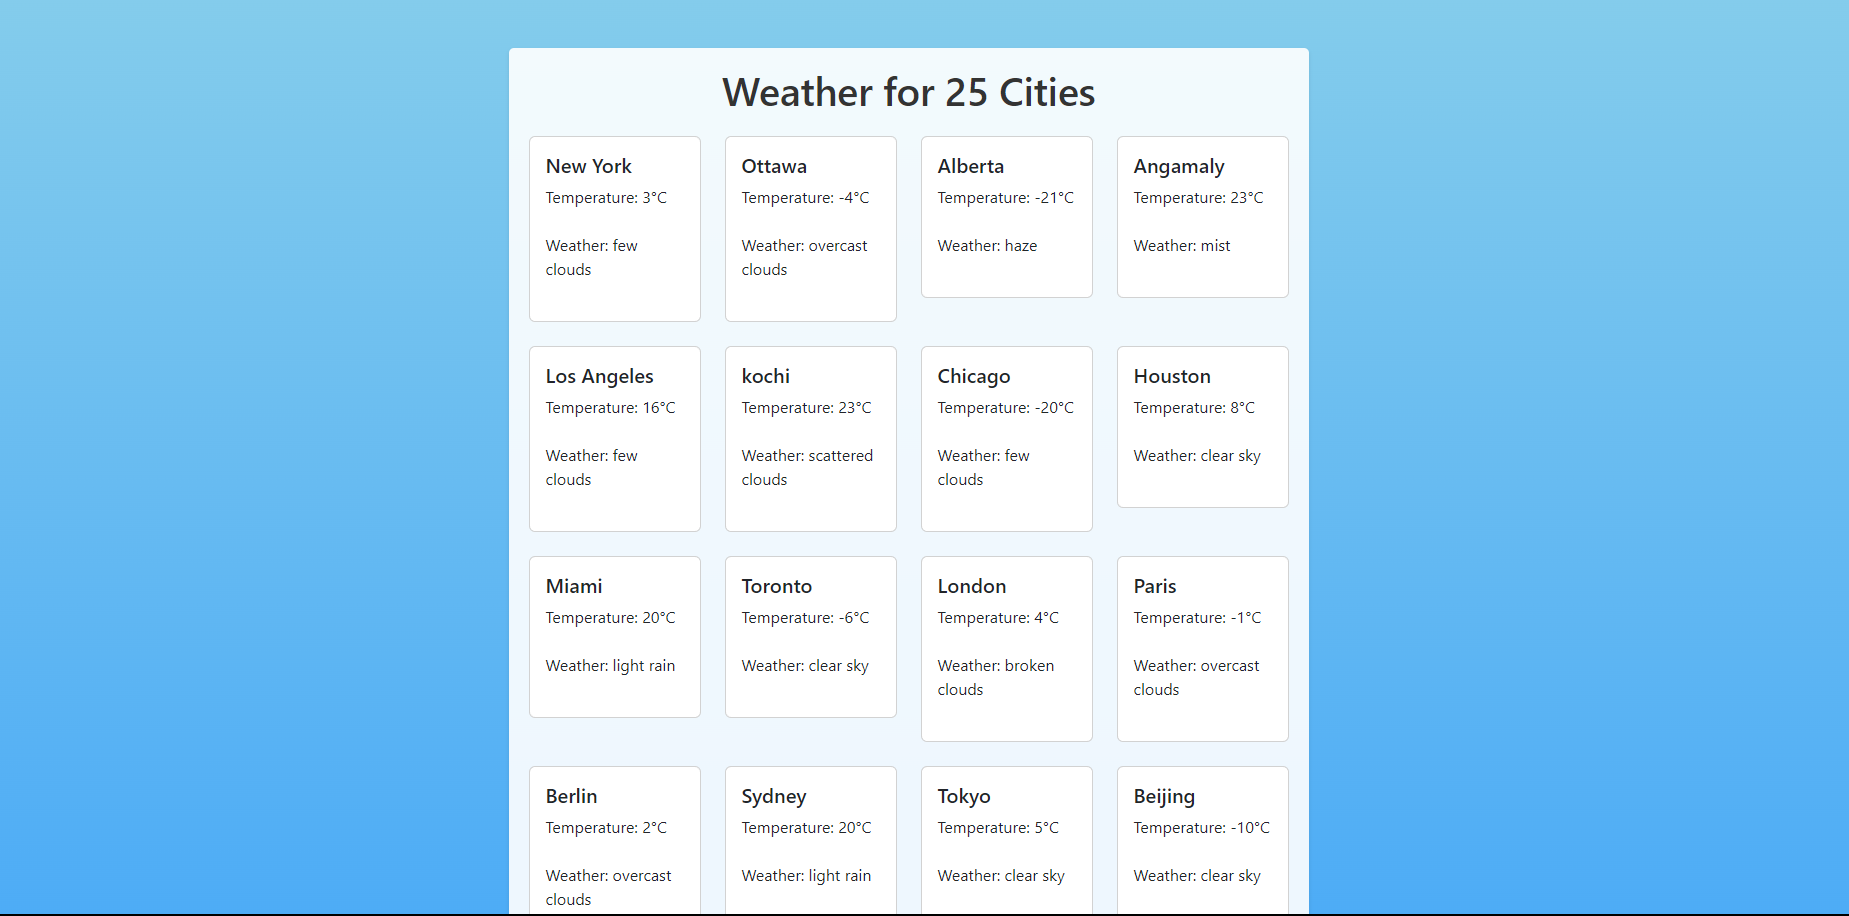 Weather for 25 Cities
New York
Temperature: 3°C
Weather: few
clouds
Ottawa
Temperature: -4°C
Weather: overcast
clouds
Alberta
Temperature: -21°C
Weather: haze
Angamaly
Temperature: 23°C
Weather: mist
Los Angeles
Temperature: 16°C
Weather: few
clouds
kochi
Temperature: 23°C
Weather: scattered
clouds
Chicago
Temperature: -20°C
Weather: few
clouds
Houston
Temperature: 8°C
Weather: clear sky
Miami
Temperature: 20°C
Weather: light rain
Toronto
Temperature: -6°C
Weather: clear sky
London
Temperature: 4°C
Weather: broken
clouds
Paris
Temperature: -1°C
Weather: overcast
clouds
Berlin
Temperature: 2°C
Weather: overcast
clouds
Sydney
Temperature: 20°C
Weather: light rain
Tokyo
Temperature: 5°C
Weather: clear sky
Beijing
Temperature: -10°C
Weather: clear sky